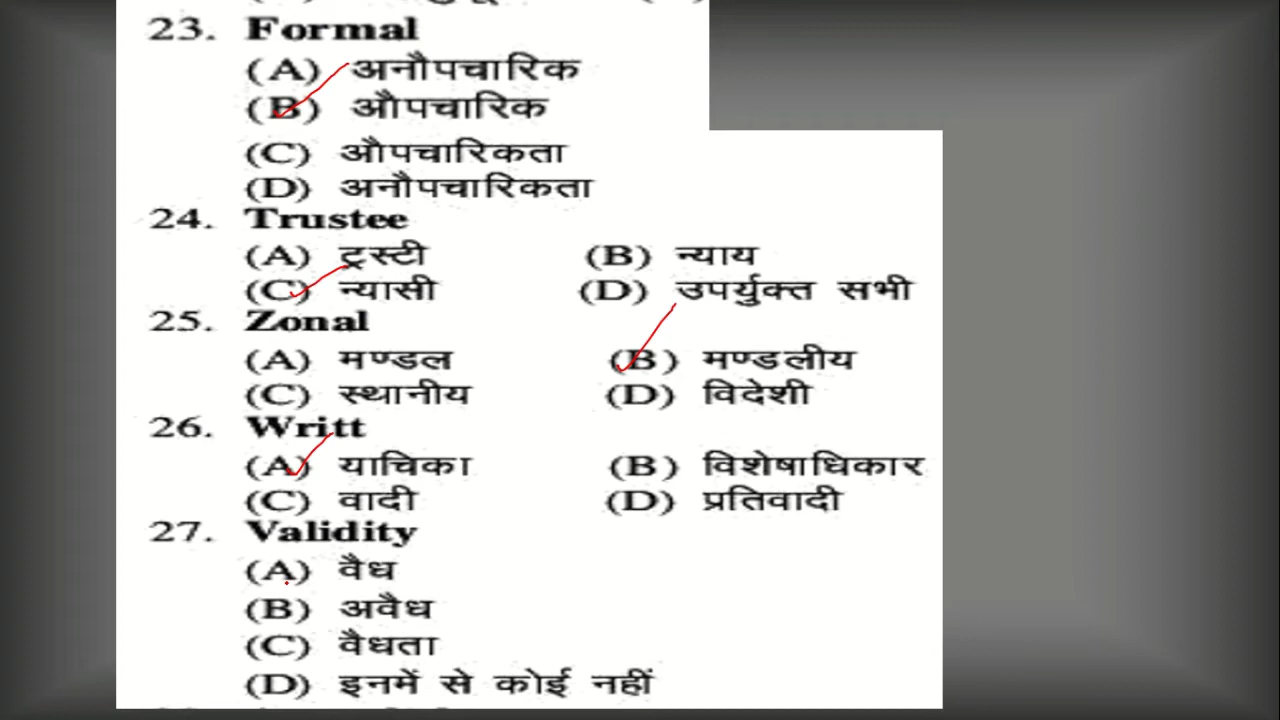 23. Formal
(A) अनौपचारिक
(B) औपचारिक
(C) औपचारिकता
(D) अनौपचारिकता
24. Trustee
(A) ट्रस्टी (B) न्याय
(C) न्यासी (D) उपर्युक्त सभी
25. Zonal
(A) मण्डल (B) मण्डलीय
(C) स्थानीय (D) विदेशी
26. Writt
(A) याचिका (B) विशेषाधिकार
(C) वादी (D) प्रतिवादी
27. Validity
(A) वैध
(B) अवैध
(C) वैधता
(D) इनमें से कोई नहीं